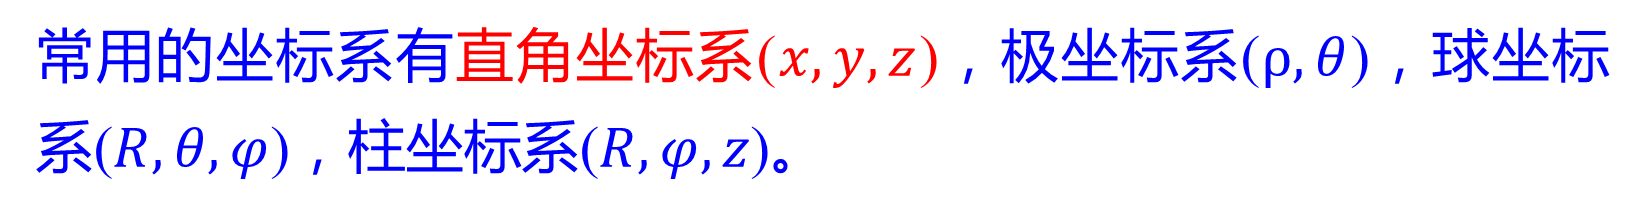 常用的坐标系有直角坐标系(x, y, z)，极坐标系(ρ, θ)，球坐标
系(R, θ, φ)，柱坐标系(R, φ, z)。